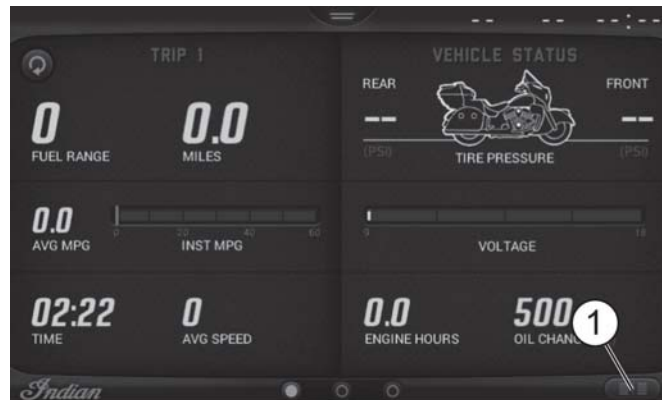 -- -- --:--
TRIP 1
VEHICLE STATUS
REAR
FRONT
0
0.0
-- --
FUEL RANGE
MILES
(PSI)
(PSI)
TIRE PRESSURE
0.0
AVG MPG
0 20 40 60
INST MPG
9 18
VOLTAGE
02:22
TIME
0
AVG SPEED
0.0
ENGINE HOURS
500
OIL CHAN
1
Indian